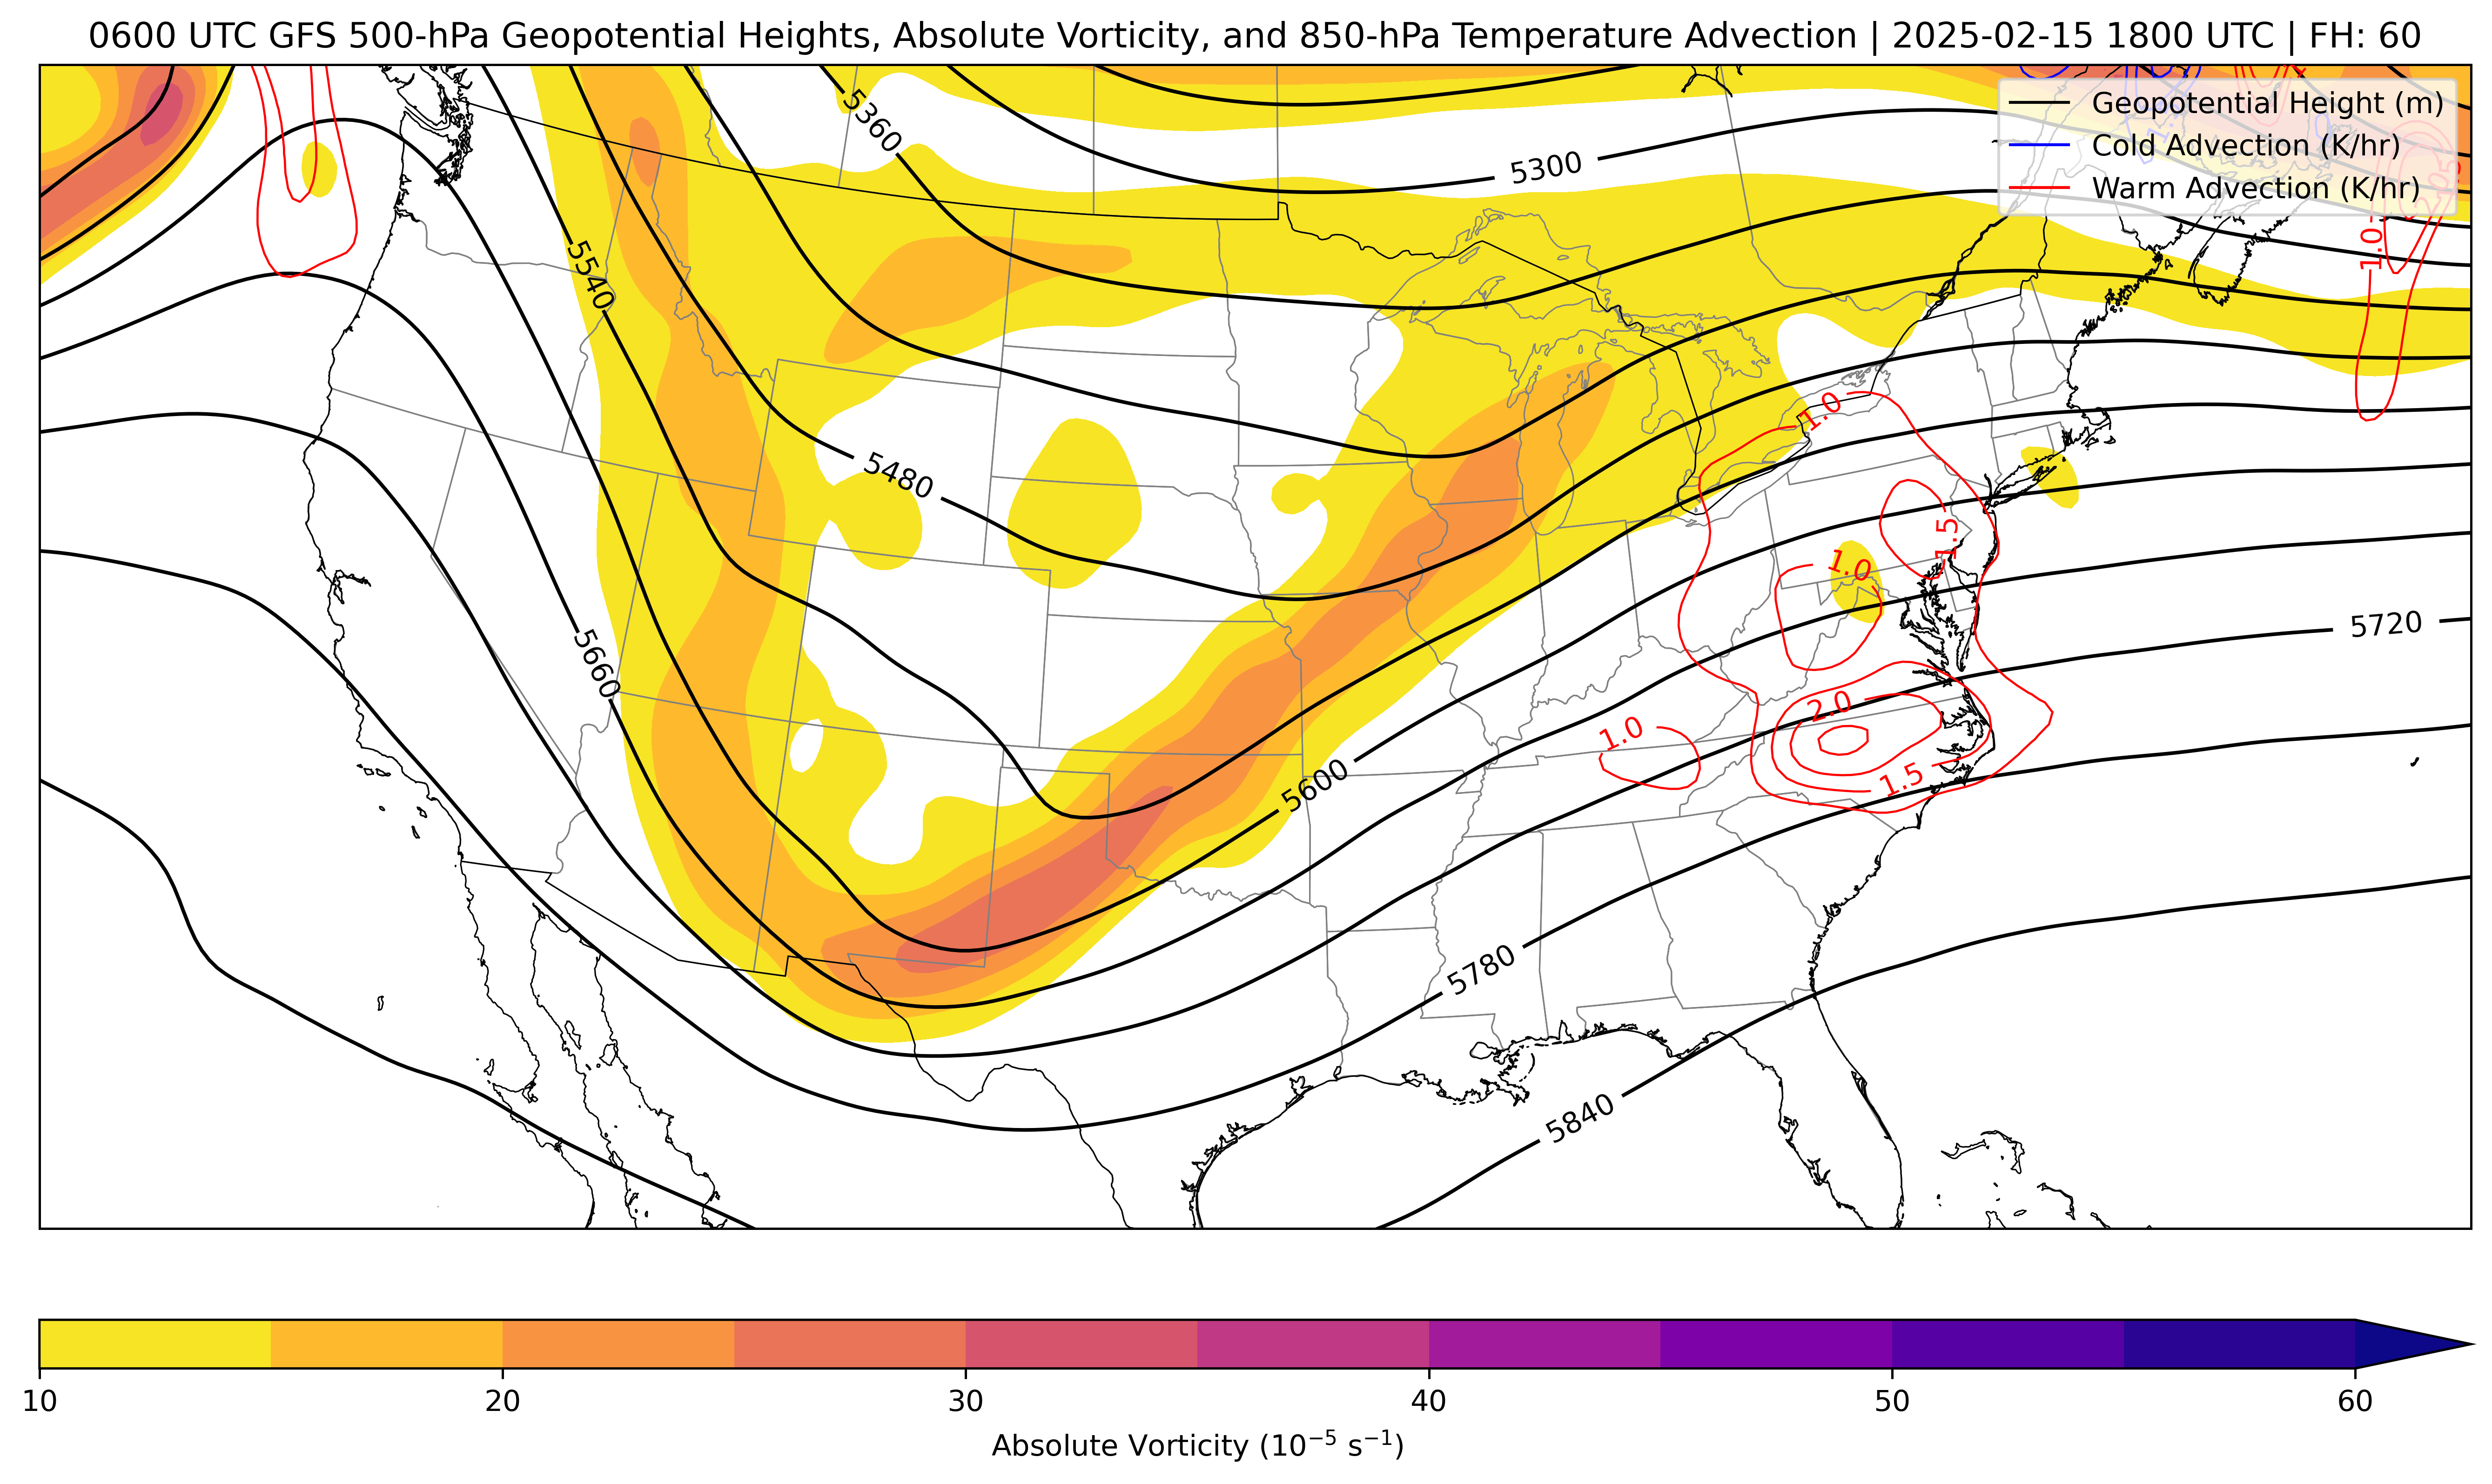 0600 UTC GFS 500-hPa Geopotential Heights, Absolute Vorticity, and 850-hPa Temperature Advection | 2025-02-15 1800 UTC | FH: 60
Geopotential Height (m)
Cold Advection (K/hr)
Warm Advection (K/hr)
5360
5300
5540
1.0
1.0
5480
1.5
1.0
5720
5660
2.0
1.0
1.5
5600
5780
5840
10 20 30 40 50 60
Absolute Vorticity (10⁻⁵ s⁻¹)